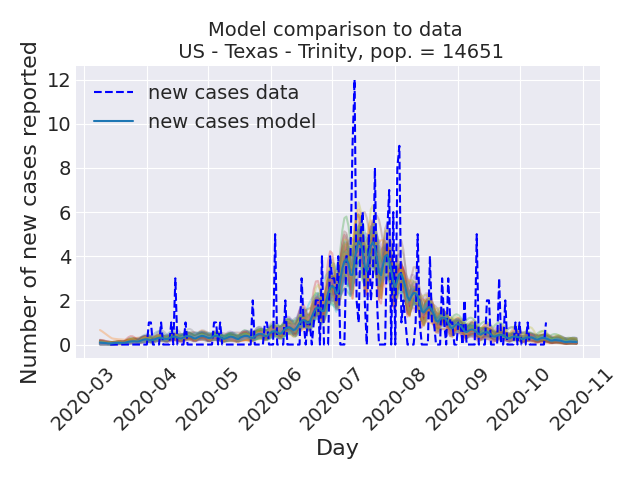 Model comparison to data
US - Texas - Trinity, pop. = 14651
Number of new cases reported
12
10
8
6
4
2
0
new cases data
new cases model
2020-03
2020-04
2020-05
2020-06
2020-07
2020-08
2020-09
2020-10
2020-11
Day